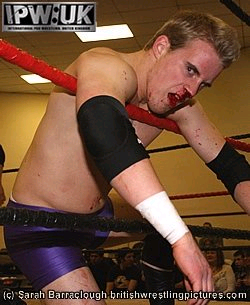 IPW:UK
INTERNATIONAL PRO WRESTLING: UNITED KINGDOM
(c) Sarah Barraclough britishwrestlingpictures.com